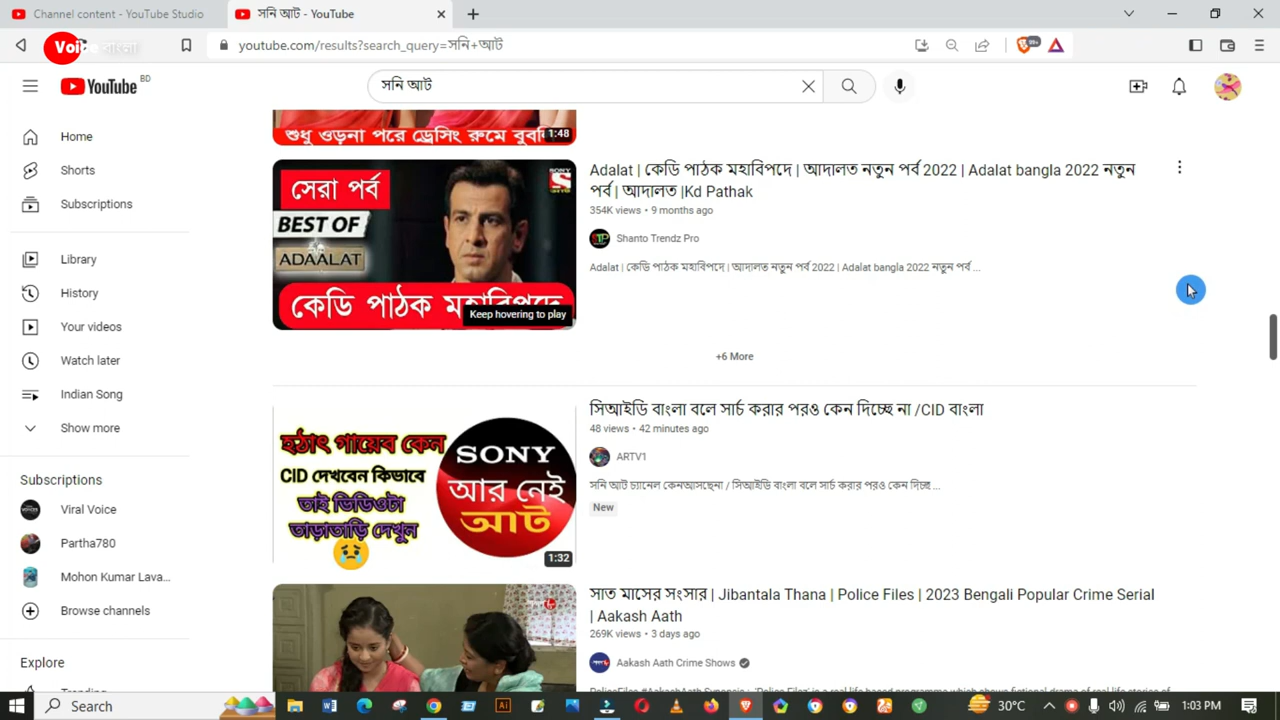 Channel content - YouTube Studio
সনি আট - YouTube
Voice বাংলা
youtube.com/results?search_query=সনি+আট
99+
YouTube BD
সনি আট
Home
Shorts
Subscriptions
Library
History
Your videos
Watch later
Indian Song
Show more
Subscriptions
Viral Voice
Partha780
Mohon Kumar Lava...
Browse channels
Explore
Trending
শুধু ওড়না পরে ড্রেসিং রুমে
1:48
সেরা পর্ব
SONY
আট
BEST OF
ADAALAT
কেডি পাঠক মহাবিপদে
Keep hovering to play
Adalat | কেডি পাঠক মহাবিপদে | আদালত নতুন পর্ব 2022 | Adalat bangla 2022 নতুন
পর্ব | আদালত |Kd Pathak
354K views • 9 months ago
Shanto Trendz Pro
Adalat | কেডি পাঠক মহাবিপদে | আদালত নতুন পর্ব 2022 | Adalat bangla 2022 নতুন পর্ব ...
+6 More
হঠাৎ গায়েব কেন
CID দেখবেন কিভাবে
তাই ভিডিওটা
তাড়াতাড়ি দেখুন
SONY
আর নেই
আট
1:32
সিআইডি বাংলা বলে সার্চ করার পরও কেন দিচ্ছে না /CID বাংলা
48 views • 42 minutes ago
ARTV1
সনি আট চ্যানেল কেনআসছেনা / সিআইডি বাংলা বলে সার্চ করার পরও কেন দিচ্ছ ...
New
সাত মাসের সংসার | Jibantala Thana | Police Files | 2023 Bengali Popular Crime Serial
| Aakash Aath
269K views • 3 days ago
Aakash Aath Crime Shows
Search
30°C
1:03 PM